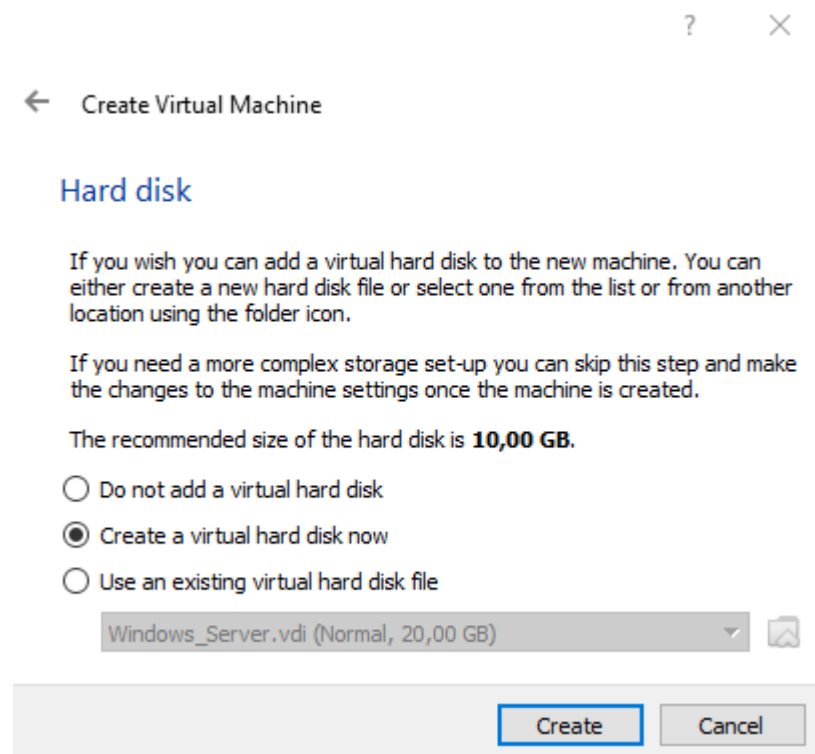 ?
Create Virtual Machine
Hard disk
If you wish you can add a virtual hard disk to the new machine. You can
either create a new hard disk file or select one from the list or from another
location using the folder icon.
If you need a more complex storage set-up you can skip this step and make
the changes to the machine settings once the machine is created.
The recommended size of the hard disk is 10,00 GB.
Do not add a virtual hard disk
Create a virtual hard disk now
Use an existing virtual hard disk file
Windows_Server.vdi (Normal, 20,00 GB)
Create Cancel